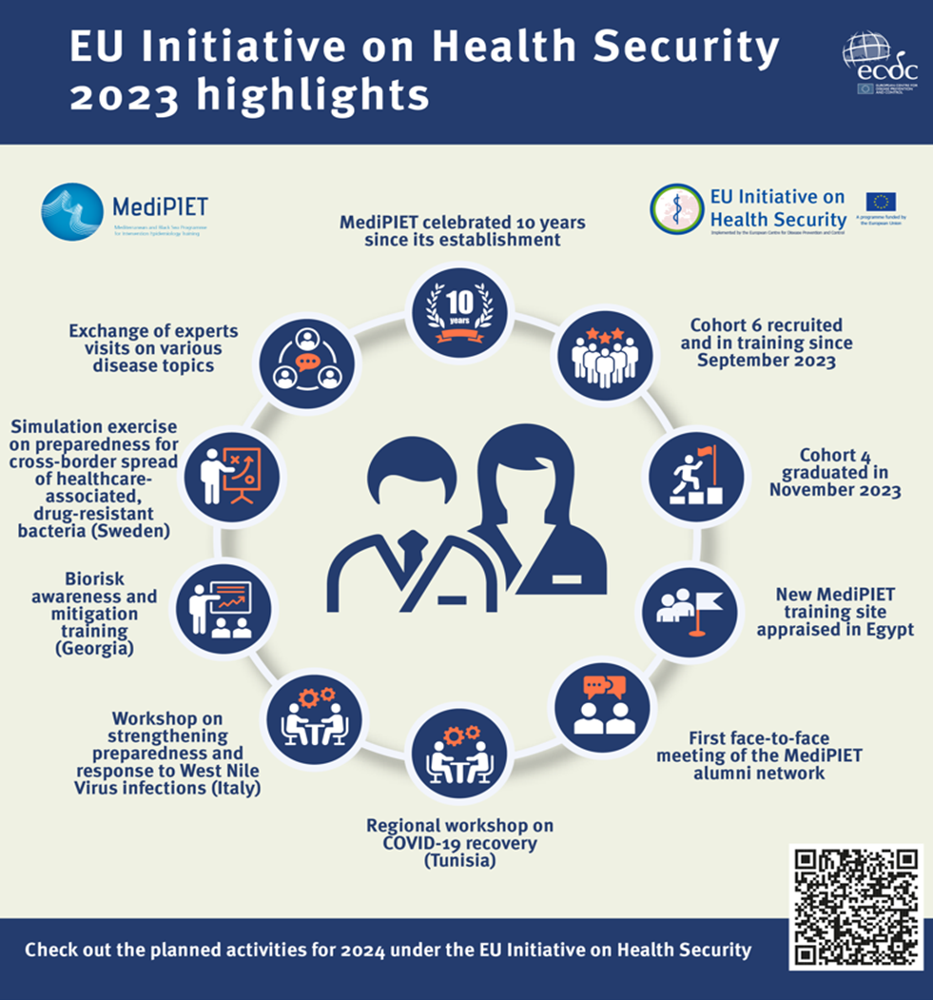 EU Initiative on Health Security
2023 highlights
ecdc
EUROPEAN CENTRE FOR
DISEASE PREVENTION
AND CONTROL
MediPIET
Mediterranean and Black Sea Programme
for Intervention Epidemiology Training
EU Initiative on
Health Security
Implemented by the European Centre for Disease Prevention and Control
A programme funded by
the European Union
MediPIET celebrated 10 years
since its establishment
10
years
Cohort 6 recruited
and in training since
September 2023
Cohort 4
graduated in
November 2023
New MediPIET
training site
appraised in Egypt
First face-to-face
meeting of the MediPIET
alumni network
Regional workshop on
COVID-19 recovery
(Tunisia)
Workshop on
strengthening
preparedness and
response to West Nile
Virus infections (Italy)
Biorisk
awareness and
mitigation
training
(Georgia)
Simulation exercise
on preparedness for
cross-border spread
of healthcare-
associated,
drug-resistant
bacteria (Sweden)
Exchange of experts
visits on various
disease topics
Check out the planned activities for 2024 under the EU Initiative on Health Security